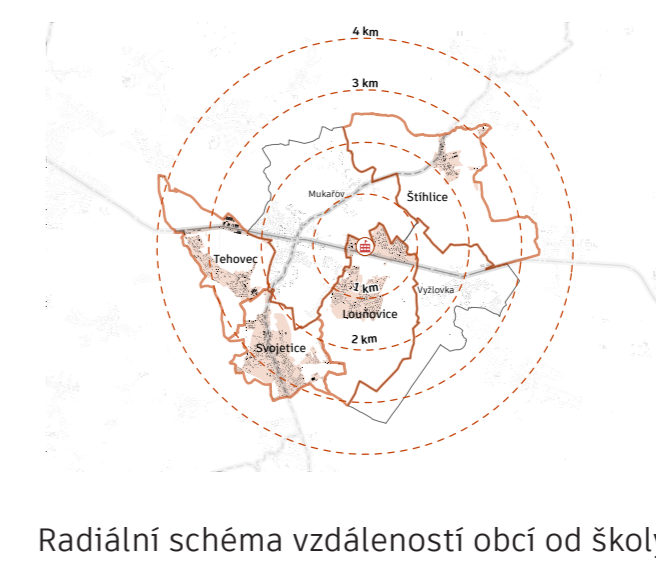 4 km
3 km
Mukařov
Štíhlice
Tehovec
1 km
Vyžlovka
Louňovice
2 km
Svojetice
Radiální schéma vzdáleností obcí od školy